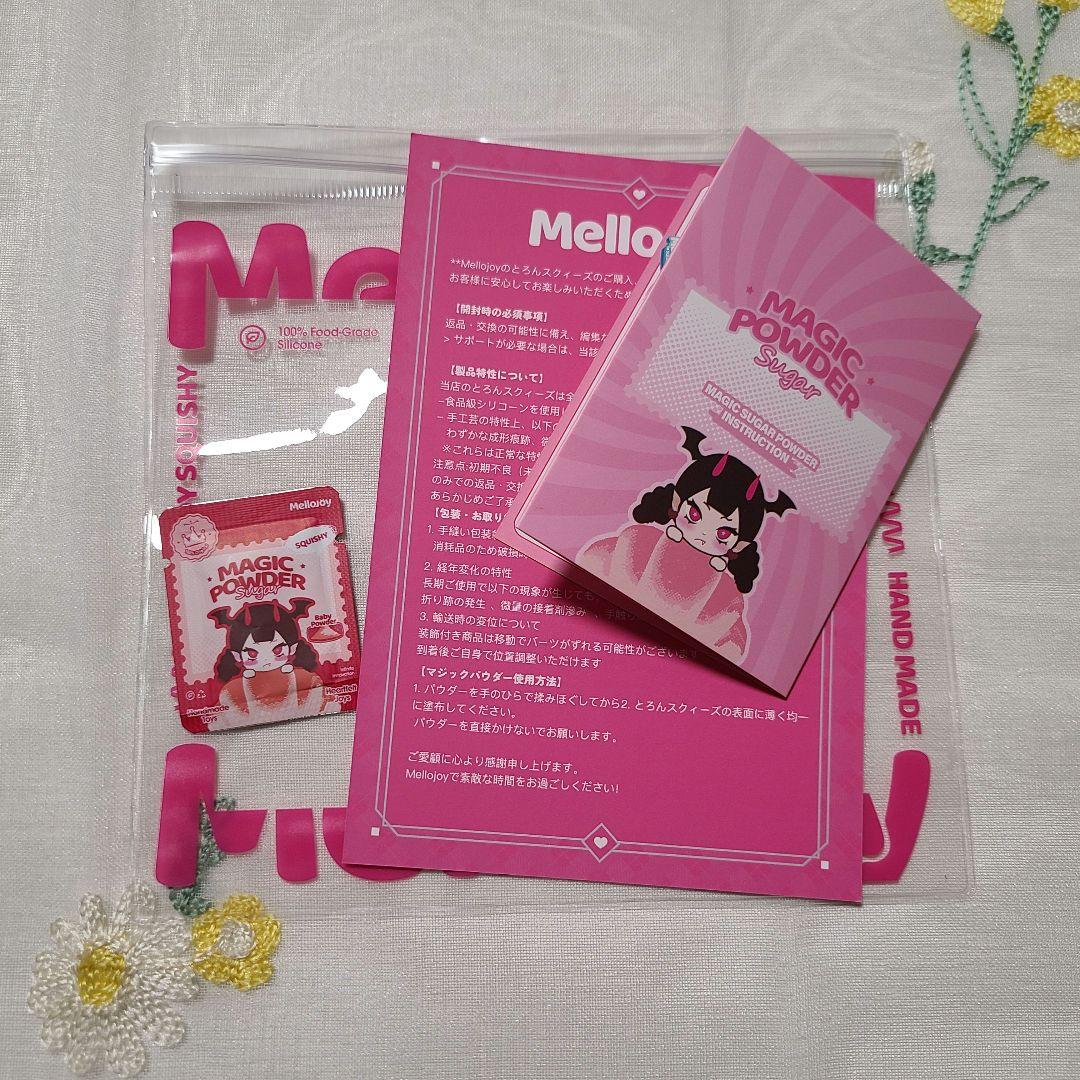 Me
100% Food-Grade
Silicone
SQUISHY
HAND MADE
Mello
**Mellojoyのとろんスクィーズのご購入、
お客様に安心してお楽しみいただくため
【開封時の必須事項】
返品・交換の可能性に備え、編集
> サポートが必要な場合は、当該
【製品特性について】
当店のとろんスクィーズは全
–食品級シリコーンを使用し
– 手工芸の特性上、以下の
わずかな成形痕跡、微
※これらは正常な特性
注意点:初期不良（未
のみでの返品・交換
あらかじめご了承
【包装・お取り
1. 手縫い包装
消耗品のため破損
2. 経年変化の特性
長期ご使用で以下の現象が生じても、
折り跡の発生 、微量の接着剤滲み 、手触り
3. 輸送時の変位について
装飾付き商品は移動でパーツがずれる可能性がございます
到着後ご自身で位置調整いただけます
【マジックパウダー使用方法】
1. パウダーを手のひらで揉みほぐしてから2. とろんスクィーズの表面に薄く均一
に塗布してください。
パウダーを直接かけないでお願いします。
ご愛顧に心より感謝申し上げます。
Mellojoyで素敵な時間をお過ごしください!
MAGIC
POWDER
Sugar
MAGIC SUGAR POWDER
INSTRUCTION
Mellojoy
SQUISHY
MAGIC
POWDER
Sugar
Baby
Powder
Infinite
Innovation
Handmade
Toys
Heartfelt
Joys